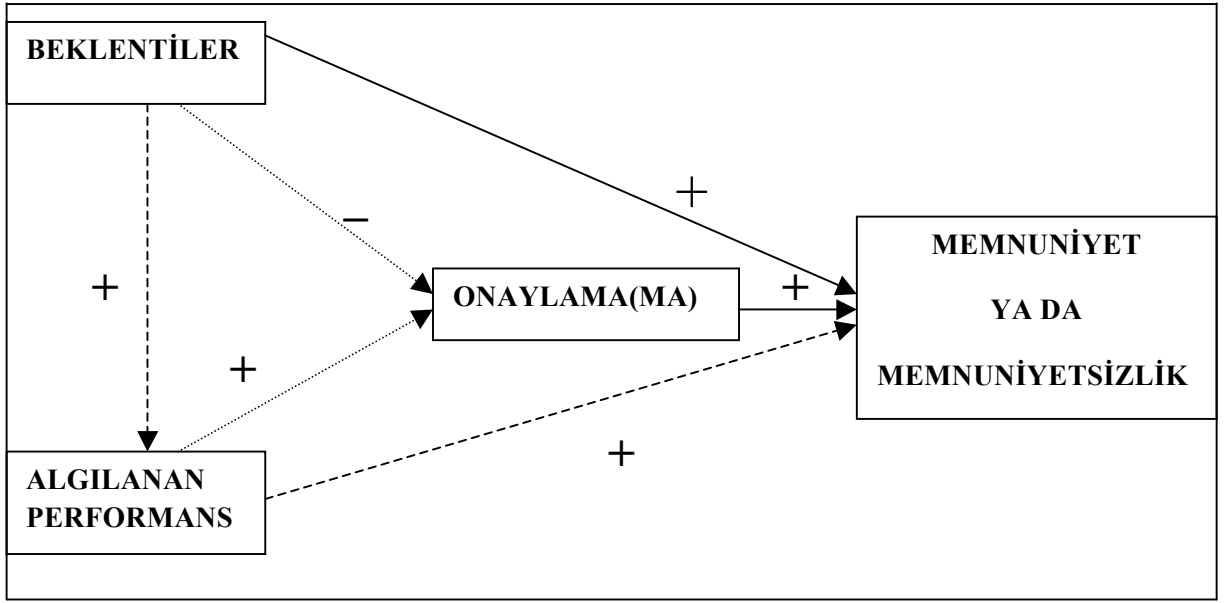 BEKLENTİLER
+
–
MEMNUNİYET
+
ONAYLAMA(MA)
+
YA DA
+
MEMNUNİYETSİZLİK
+
ALGILANAN
PERFORMANS